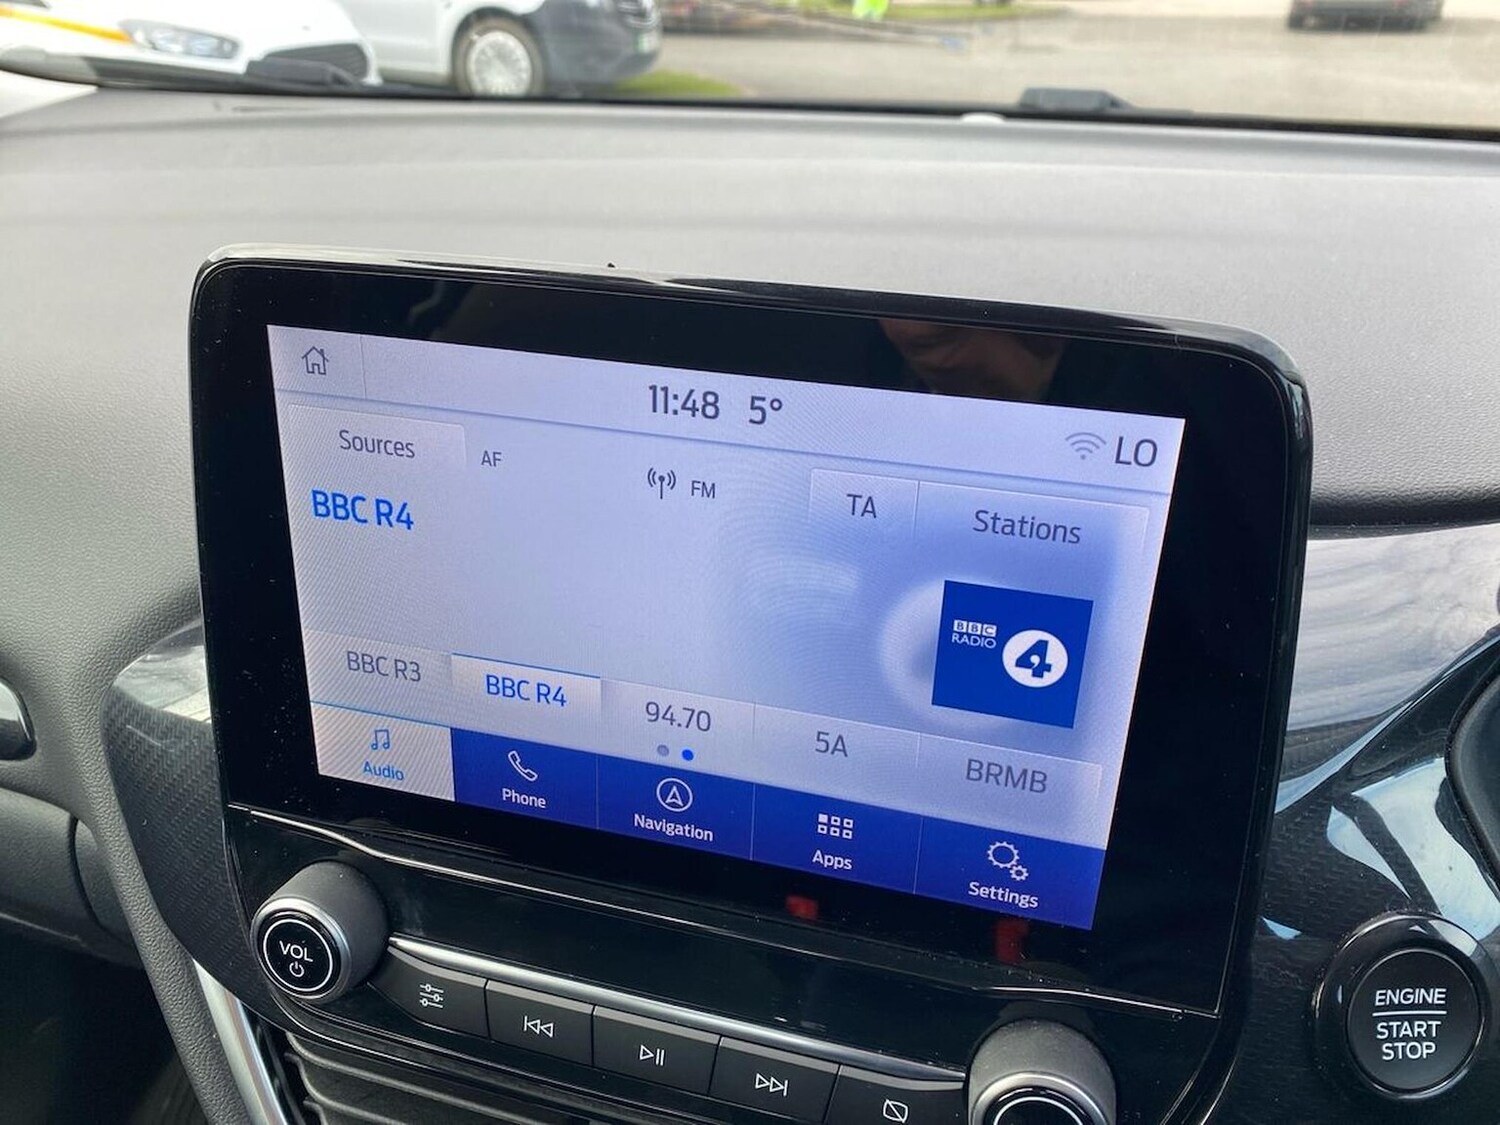 11:48 5°
LO
Sources
AF
FM
TA
Stations
BBC R4
BBC
RADIO
4
BBC R3
BBC R4
94.70
5A
BRMB
Audio
Phone
Navigation
Apps
Settings
VOL
ENGINE
START
STOP